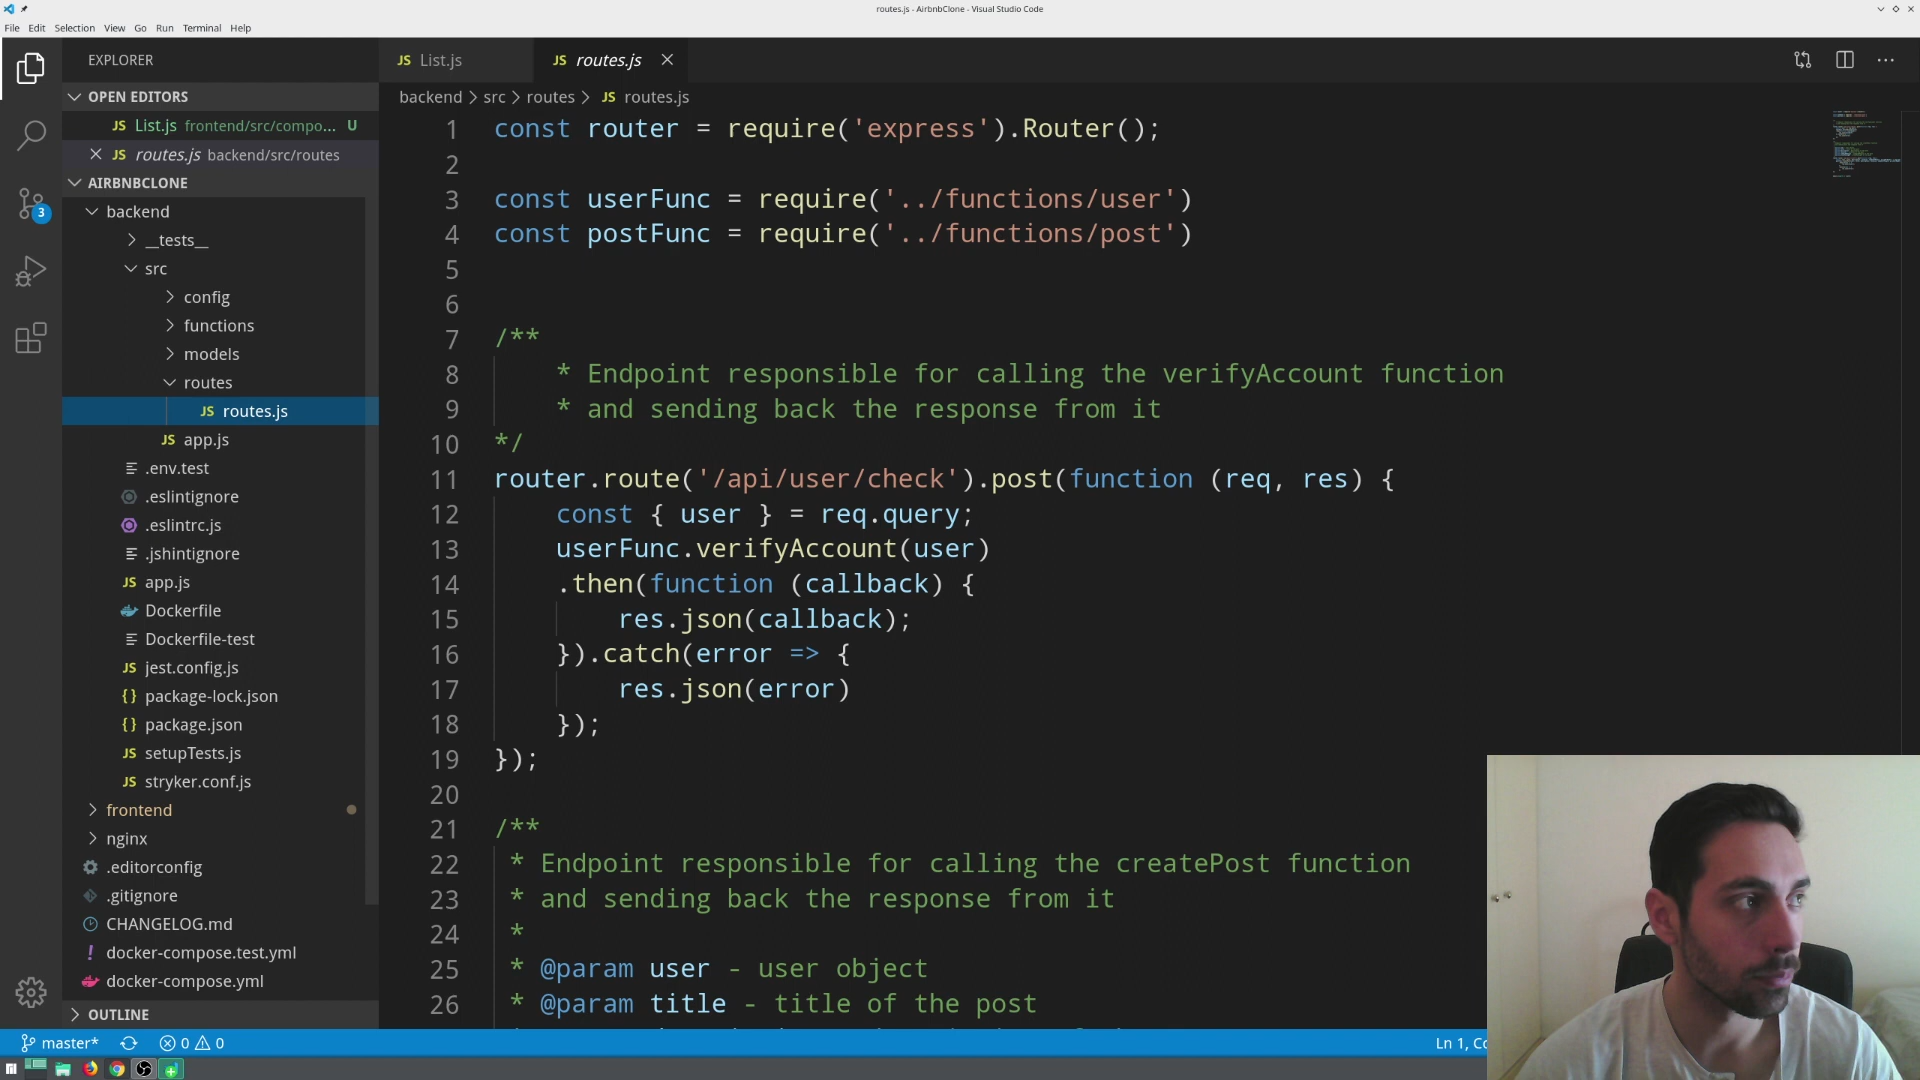 routes.js - AirbnbClone - Visual Studio Code
File Edit Selection View Go Run Terminal Help
EXPLORER
JS List.js
JS routes.js
OPEN EDITORS
JS List.js frontend/src/compo... U
JS routes.js backend/src/routes
AIRBNBCLONE
backend
__tests__
src
config
functions
models
routes
JS routes.js
JS app.js
.env.test
.eslintignore
.eslintrc.js
.jshintignore
JS app.js
Dockerfile
Dockerfile-test
JS jest.config.js
{} package-lock.json
{} package.json
JS setupTests.js
JS stryker.conf.js
frontend
nginx
.editorconfig
.gitignore
CHANGELOG.md
! docker-compose.test.yml
docker-compose.yml
OUTLINE
3
backend > src > routes > JS routes.js
1 const router = require('express').Router();
2
3 const userFunc = require('../functions/user')
4 const postFunc = require('../functions/post')
5
6
7 /**
8 * Endpoint responsible for calling the verifyAccount function
9 * and sending back the response from it
10 */
11 router.route('/api/user/check').post(function (req, res) {
12 const { user } = req.query;
13 userFunc.verifyAccount(user)
14 .then(function (callback) {
15 res.json(callback);
16 }).catch(error => {
17 res.json(error)
18 });
19 });
20
21 /**
22 * Endpoint responsible for calling the createPost function
23 * and sending back the response from it
24 *
25 * @param user - user object
26 * @param title - title of the post
master* 0 0
Ln 1, Co